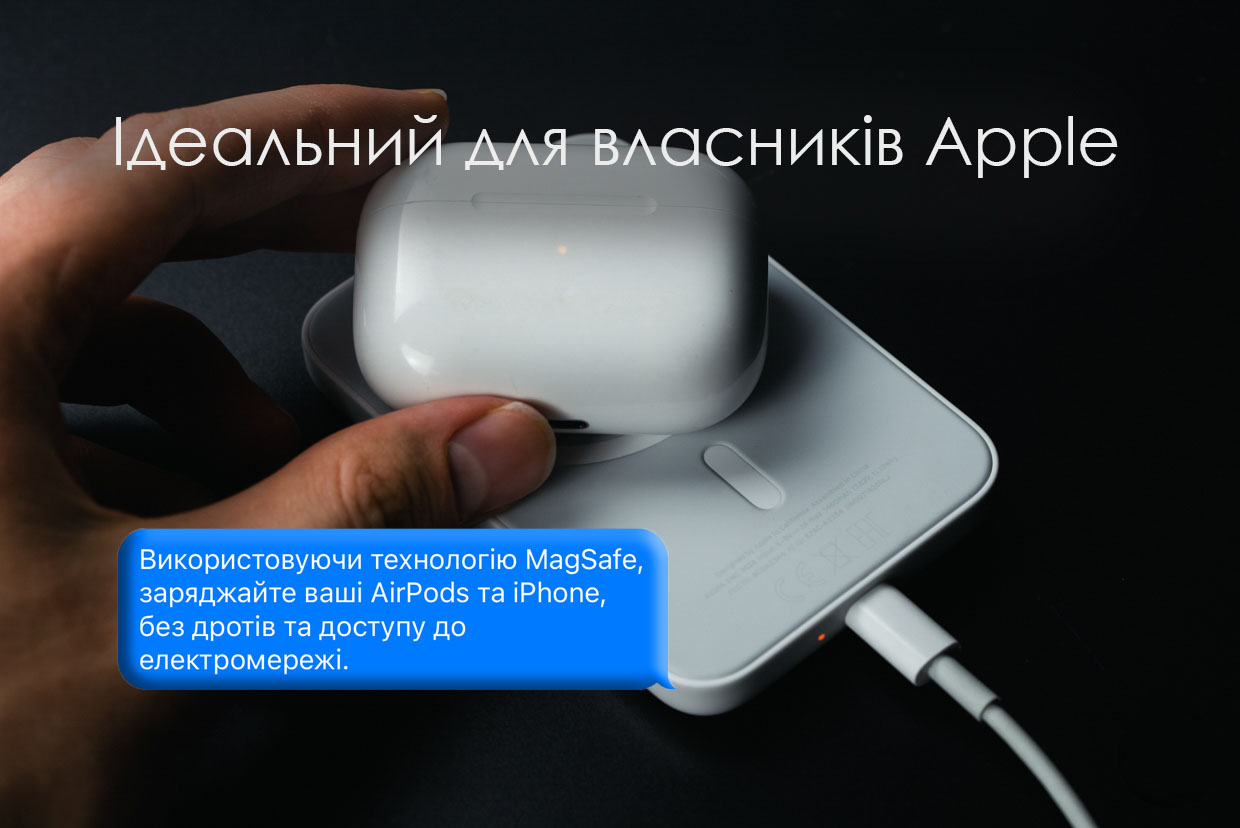 Ідеальний для власників Apple
Використовуючи технологію MagSafe,
заряджайте ваші AirPods та iPhone,
без дротів та доступу до
електромережі.